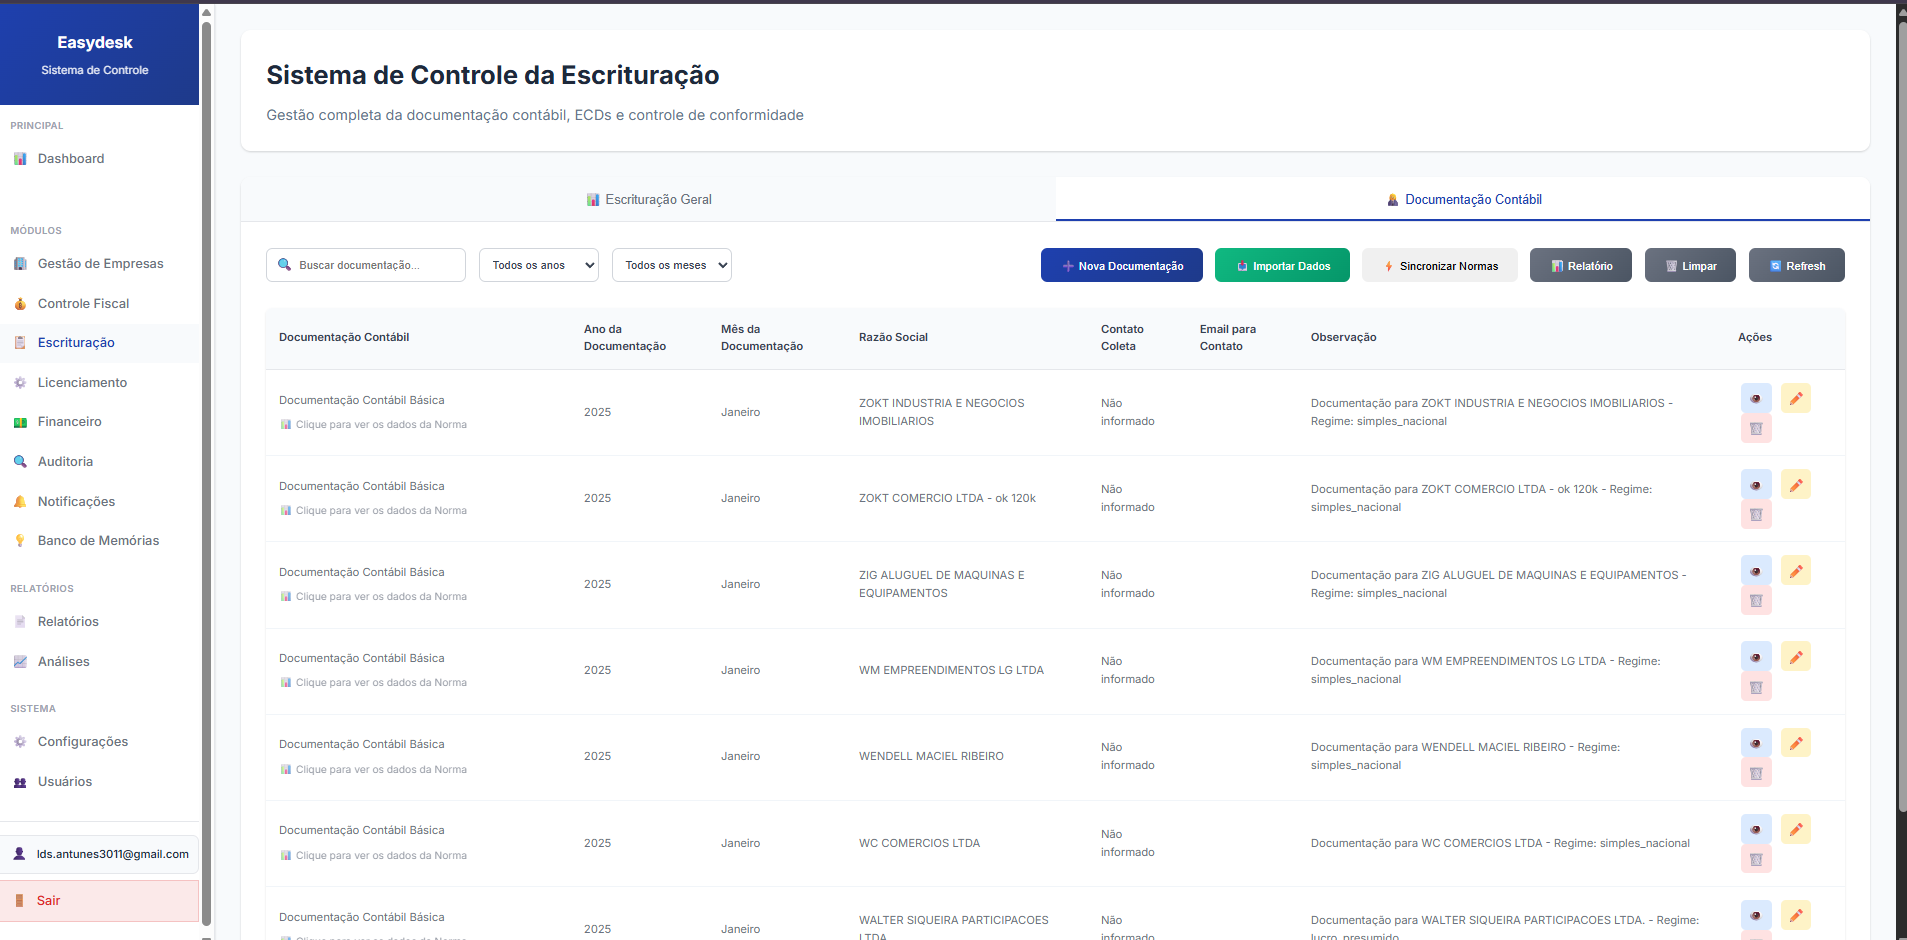 Easydesk
Sistema de Controle
PRINCIPAL
Dashboard
MÓDULOS
Gestão de Empresas
Controle Fiscal
Escrituração
Licenciamento
Financeiro
Auditoria
Notificações
Banco de Memórias
RELATÓRIOS
Relatórios
Análises
SISTEMA
Configurações
Usuários
lds.antunes3011@gmail.com
Sair
Sistema de Controle da Escrituração
Gestão completa da documentação contábil, ECDs e controle de conformidade
Escrituração Geral
Documentação Contábil
Buscar documentação...
Todos os anos
Todos os meses
Nova Documentação
Importar Dados
Sincronizar Normas
Relatório
Limpar
Refresh
Documentação Contábil
Ano da
Documentação
Mês da
Documentação
Razão Social
Contato
Coleta
Email para
Contato
Observação
Ações
Documentação Contábil Básica
Clique para ver os dados da Norma
2025
Janeiro
ZOKT INDUSTRIA E NEGOCIOS
IMOBILIARIOS
Não
informado
Documentação para ZOKT INDUSTRIA E NEGOCIOS IMOBILIARIOS -
Regime: simples_nacional
Documentação Contábil Básica
Clique para ver os dados da Norma
2025
Janeiro
ZOKT COMERCIO LTDA - ok 120k
Não
informado
Documentação para ZOKT COMERCIO LTDA - ok 120k - Regime:
simples_nacional
Documentação Contábil Básica
Clique para ver os dados da Norma
2025
Janeiro
ZIG ALUGUEL DE MAQUINAS E
EQUIPAMENTOS
Não
informado
Documentação para ZIG ALUGUEL DE MAQUINAS E EQUIPAMENTOS -
Regime: simples_nacional
Documentação Contábil Básica
Clique para ver os dados da Norma
2025
Janeiro
WM EMPREENDIMENTOS LG LTDA
Não
informado
Documentação para WM EMPREENDIMENTOS LG LTDA - Regime:
simples_nacional
Documentação Contábil Básica
Clique para ver os dados da Norma
2025
Janeiro
WENDELL MACIEL RIBEIRO
Não
informado
Documentação para WENDELL MACIEL RIBEIRO - Regime:
simples_nacional
Documentação Contábil Básica
Clique para ver os dados da Norma
2025
Janeiro
WC COMERCIOS LTDA
Não
informado
Documentação para WC COMERCIOS LTDA - Regime: simples_nacional
Documentação Contábil Básica
Clique para ver os dados da Norma
2025
Janeiro
WALTER SIQUEIRA PARTICIPACOES
LTDA
Não
informado
Documentação para WALTER SIQUEIRA PARTICIPACOES LTDA. - Regime:
lucro_presumido